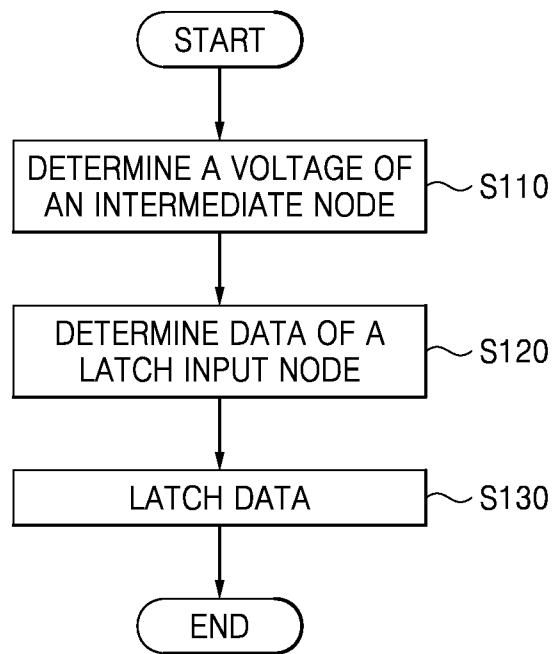 START
DETERMINE A VOLTAGE OF
AN INTERMEDIATE NODE
S110
DETERMINE DATA OF A
LATCH INPUT NODE
S120
LATCH DATA
S130
END